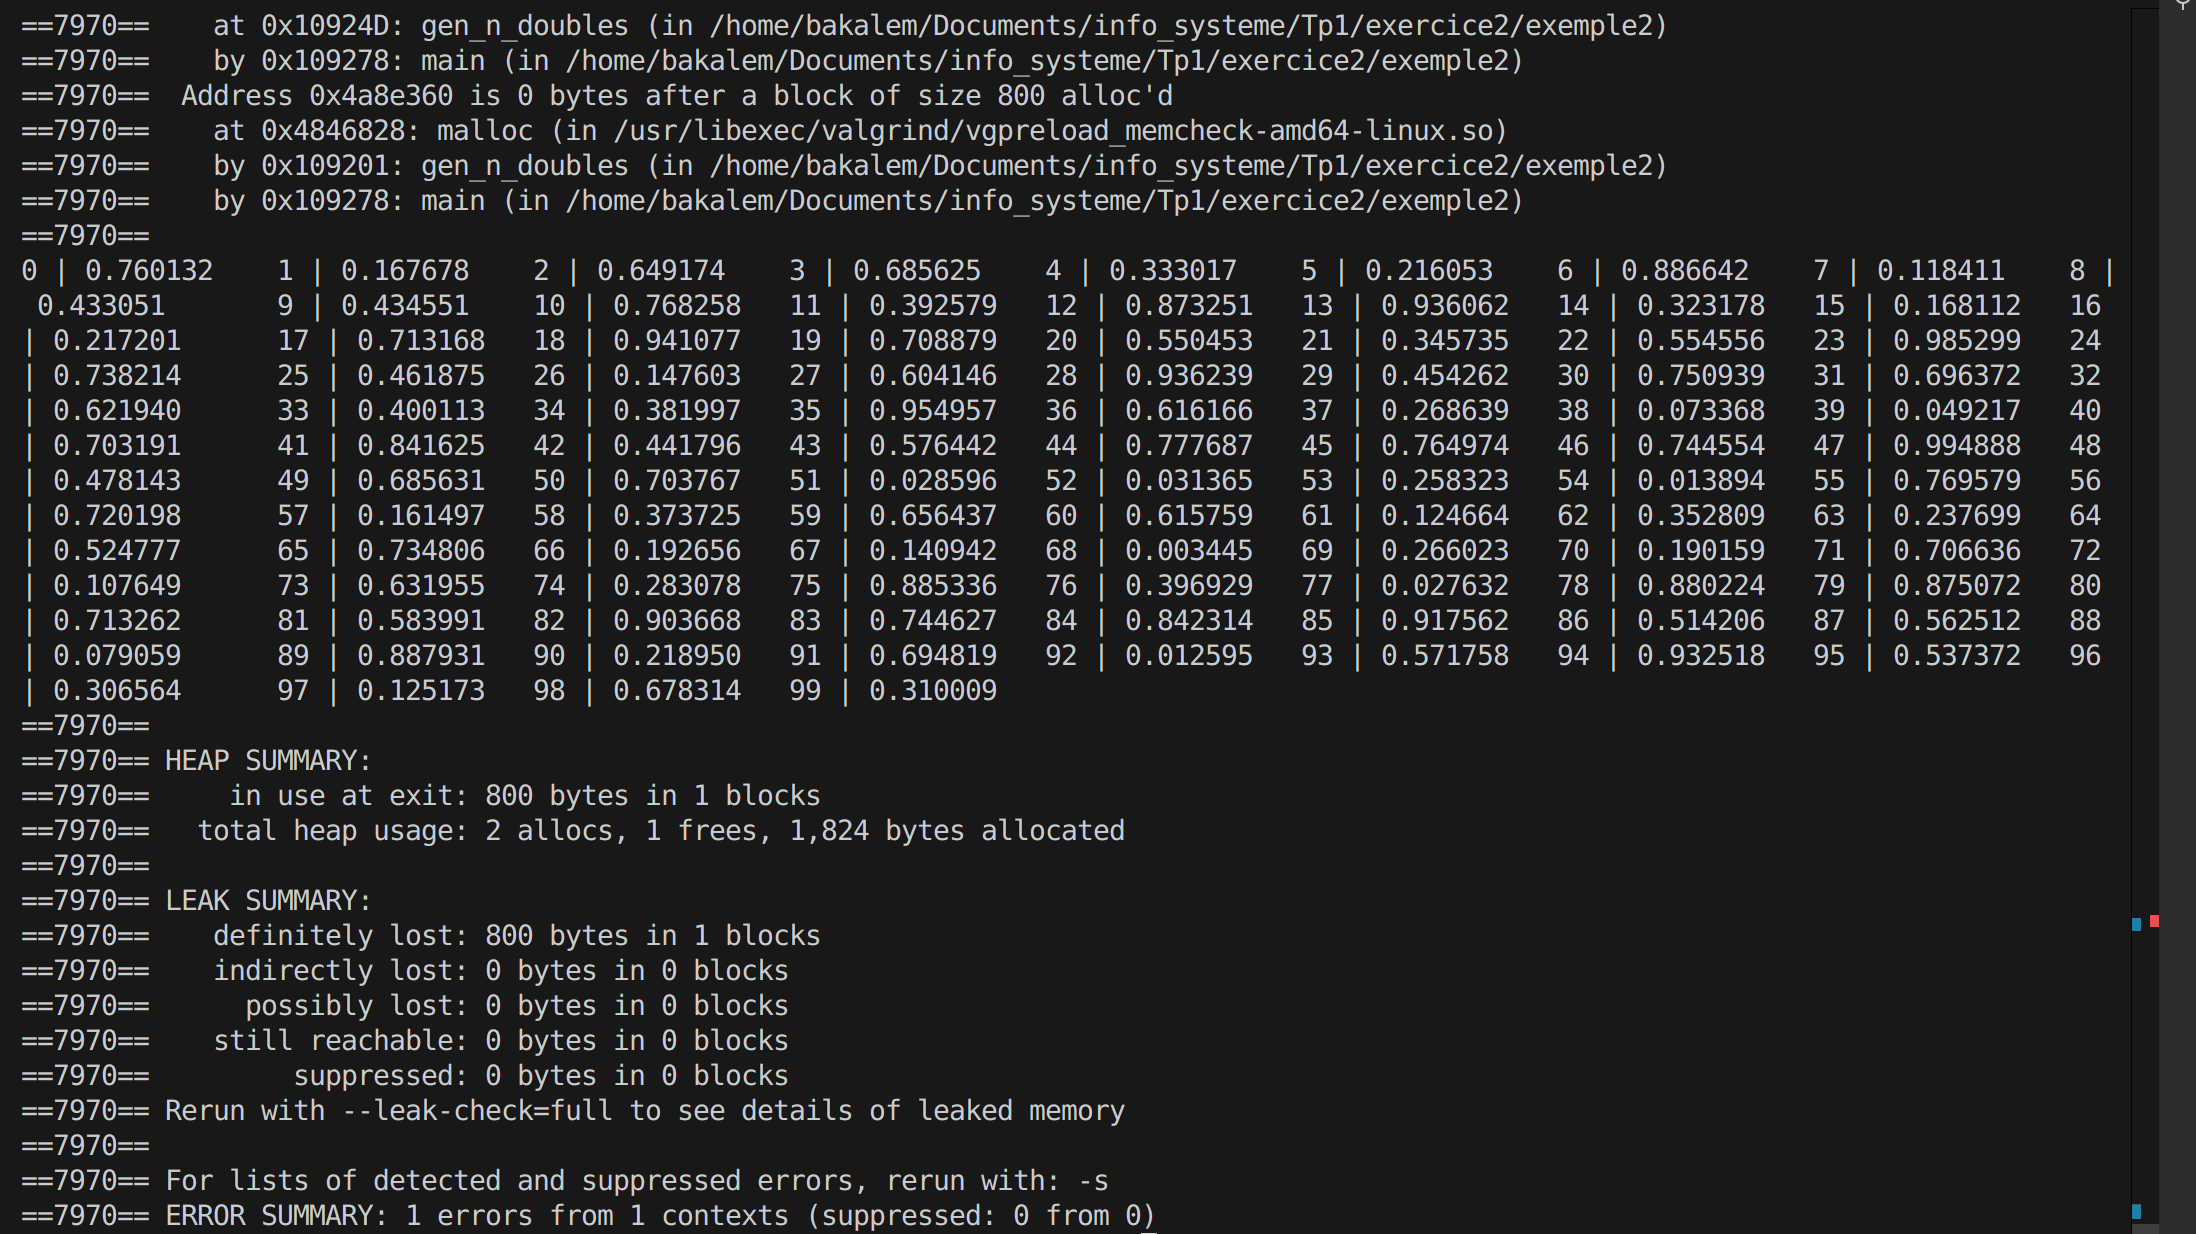 ==7970==    at 0x10924D: gen_n_doubles (in /home/bakalem/Documents/info_systeme/Tp1/exercice2/exemple2)
==7970==    by 0x109278: main (in /home/bakalem/Documents/info_systeme/Tp1/exercice2/exemple2)
==7970==  Address 0x4a8e360 is 0 bytes after a block of size 800 alloc'd
==7970==    at 0x4846828: malloc (in /usr/libexec/valgrind/vgpreload_memcheck-amd64-linux.so)
==7970==    by 0x109201: gen_n_doubles (in /home/bakalem/Documents/info_systeme/Tp1/exercice2/exemple2)
==7970==    by 0x109278: main (in /home/bakalem/Documents/info_systeme/Tp1/exercice2/exemple2)
==7970==
0 | 0.760132    1 | 0.167678    2 | 0.649174    3 | 0.685625    4 | 0.333017    5 | 0.216053    6 | 0.886642    7 | 0.118411    8 |
 0.433051       9 | 0.434551    10 | 0.768258   11 | 0.392579   12 | 0.873251   13 | 0.936062   14 | 0.323178   15 | 0.168112   16
| 0.217201      17 | 0.713168   18 | 0.941077   19 | 0.708879   20 | 0.550453   21 | 0.345735   22 | 0.554556   23 | 0.985299   24
| 0.738214      25 | 0.461875   26 | 0.147603   27 | 0.604146   28 | 0.936239   29 | 0.454262   30 | 0.750939   31 | 0.696372   32
| 0.621940      33 | 0.400113   34 | 0.381997   35 | 0.954957   36 | 0.616166   37 | 0.268639   38 | 0.073368   39 | 0.049217   40
| 0.703191      41 | 0.841625   42 | 0.441796   43 | 0.576442   44 | 0.777687   45 | 0.764974   46 | 0.744554   47 | 0.994888   48
| 0.478143      49 | 0.685631   50 | 0.703767   51 | 0.028596   52 | 0.031365   53 | 0.258323   54 | 0.013894   55 | 0.769579   56
| 0.720198      57 | 0.161497   58 | 0.373725   59 | 0.656437   60 | 0.615759   61 | 0.124664   62 | 0.352809   63 | 0.237699   64
| 0.524777      65 | 0.734806   66 | 0.192656   67 | 0.140942   68 | 0.003445   69 | 0.266023   70 | 0.190159   71 | 0.706636   72
| 0.107649      73 | 0.631955   74 | 0.283078   75 | 0.885336   76 | 0.396929   77 | 0.027632   78 | 0.880224   79 | 0.875072   80
| 0.713262      81 | 0.583991   82 | 0.903668   83 | 0.744627   84 | 0.842314   85 | 0.917562   86 | 0.514206   87 | 0.562512   88
| 0.079059      89 | 0.887931   90 | 0.218950   91 | 0.694819   92 | 0.012595   93 | 0.571758   94 | 0.932518   95 | 0.537372   96
| 0.306564      97 | 0.125173   98 | 0.678314   99 | 0.310009
==7970==
==7970== HEAP SUMMARY:
==7970==     in use at exit: 800 bytes in 1 blocks
==7970==   total heap usage: 2 allocs, 1 frees, 1,824 bytes allocated
==7970==
==7970== LEAK SUMMARY:
==7970==    definitely lost: 800 bytes in 1 blocks
==7970==    indirectly lost: 0 bytes in 0 blocks
==7970==      possibly lost: 0 bytes in 0 blocks
==7970==    still reachable: 0 bytes in 0 blocks
==7970==         suppressed: 0 bytes in 0 blocks
==7970== Rerun with --leak-check=full to see details of leaked memory
==7970==
==7970== For lists of detected and suppressed errors, rerun with: -s
==7970== ERROR SUMMARY: 1 errors from 1 contexts (suppressed: 0 from 0)